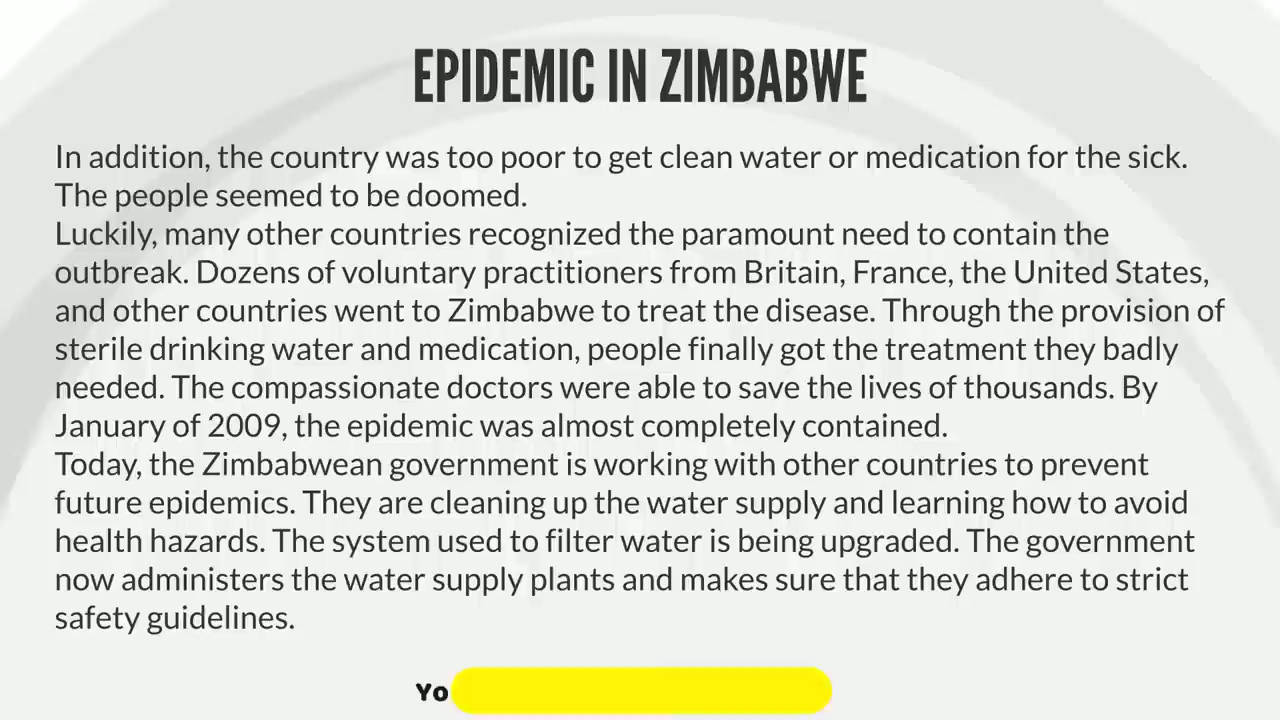 EPIDEMIC IN ZIMBABWE
In addition, the country was too poor to get clean water or medication for the sick.
The people seemed to be doomed.
Luckily, many other countries recognized the paramount need to contain the
outbreak. Dozens of voluntary practitioners from Britain, France, the United States,
and other countries went to Zimbabwe to treat the disease. Through the provision of
sterile drinking water and medication, people finally got the treatment they badly
needed. The compassionate doctors were able to save the lives of thousands. By
January of 2009, the epidemic was almost completely contained.
Today, the Zimbabwean government is working with other countries to prevent
future epidemics. They are cleaning up the water supply and learning how to avoid
health hazards. The system used to filter water is being upgraded. The government
now administers the water supply plants and makes sure that they adhere to strict
safety guidelines.
Yo